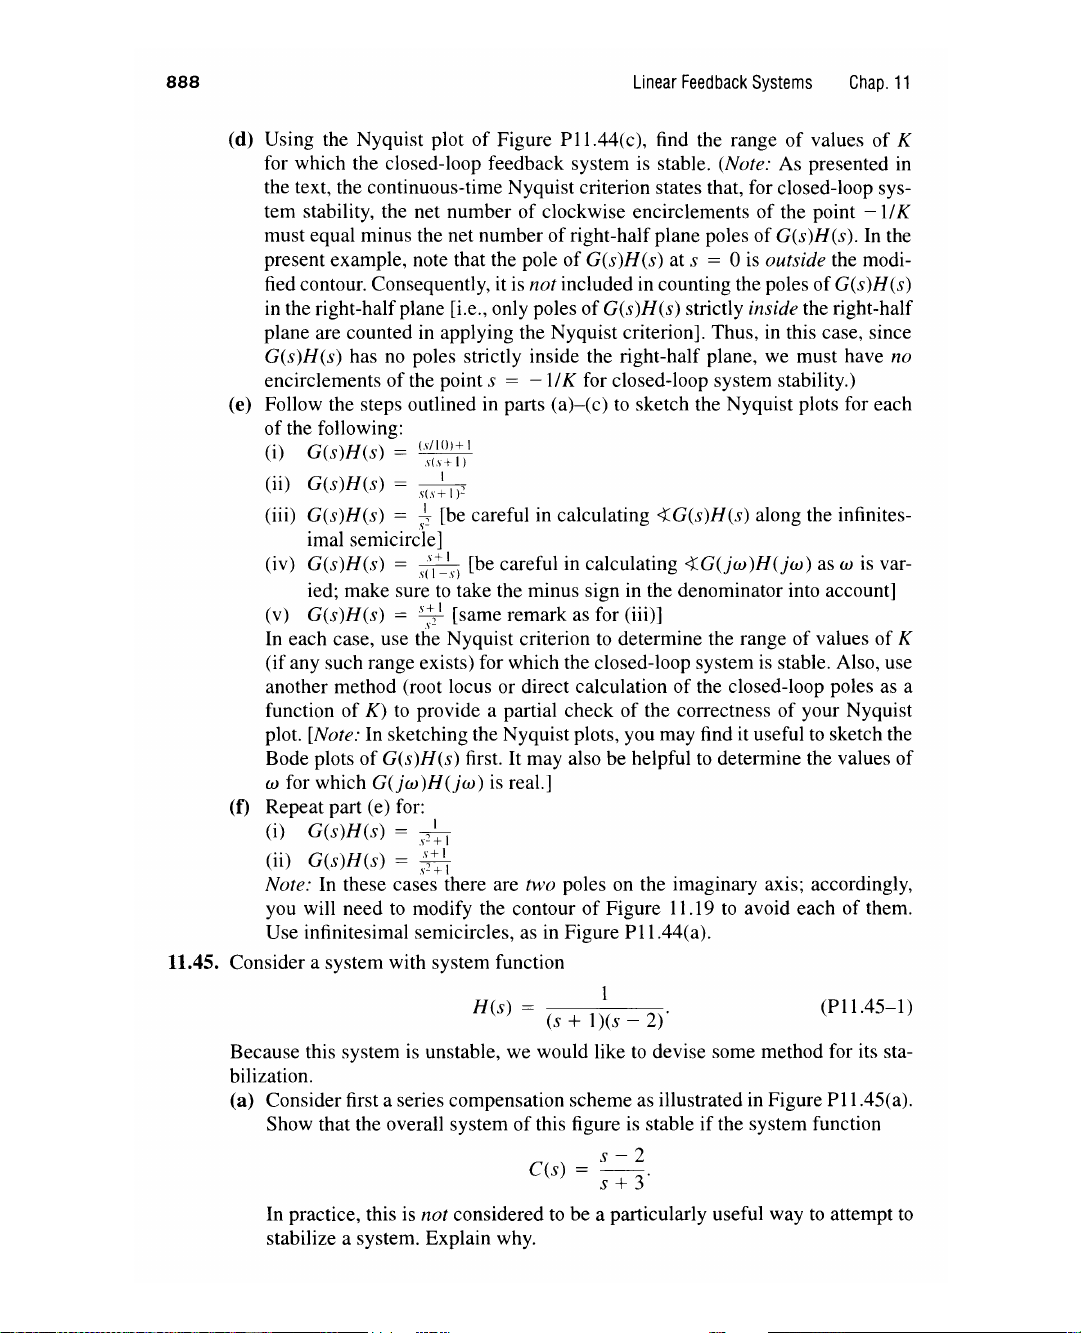 888 Linear Feedback Systems Chap. 11
(d) Using the Nyquist plot of Figure P11.44(c), find the range of values of K
for which the closed-loop feedback system is stable. (Note: As presented in
the text, the continuous-time Nyquist criterion states that, for closed-loop sys-
tem stability, the net number of clockwise encirclements of the point −1/K
must equal minus the net number of right-half plane poles of G(s)H(s). In the
present example, note that the pole of G(s)H(s) at s = 0 is outside the modi-
fied contour. Consequently, it is not included in counting the poles of G(s)H(s)
in the right-half plane [i.e., only poles of G(s)H(s) strictly inside the right-half
plane are counted in applying the Nyquist criterion]. Thus, in this case, since
G(s)H(s) has no poles strictly inside the right-half plane, we must have no
encirclements of the point s = −1/K for closed-loop system stability.)
(e) Follow the steps outlined in parts (a)–(c) to sketch the Nyquist plots for each
of the following:
(i) G(s)H(s) = \frac{(s/10)+1}{s(s+1)}
(ii) G(s)H(s) = \frac{1}{s(s+1)^2}
(iii) G(s)H(s) = \frac{1}{s^2} [be careful in calculating ∢G(s)H(s) along the infinites-
imal semicircle]
(iv) G(s)H(s) = \frac{s+1}{s(1−s)} [be careful in calculating ∢G(jω)H(jω) as ω is var-
ied; make sure to take the minus sign in the denominator into account]
(v) G(s)H(s) = \frac{s+1}{s^2} [same remark as for (iii)]
In each case, use the Nyquist criterion to determine the range of values of K
(if any such range exists) for which the closed-loop system is stable. Also, use
another method (root locus or direct calculation of the closed-loop poles as a
function of K) to provide a partial check of the correctness of your Nyquist
plot. [Note: In sketching the Nyquist plots, you may find it useful to sketch the
Bode plots of G(s)H(s) first. It may also be helpful to determine the values of
ω for which G(jω)H(jω) is real.]
(f) Repeat part (e) for:
(i) G(s)H(s) = \frac{1}{s^2+1}
(ii) G(s)H(s) = \frac{s+1}{s^2+1}
Note: In these cases there are two poles on the imaginary axis; accordingly,
you will need to modify the contour of Figure 11.19 to avoid each of them.
Use infinitesimal semicircles, as in Figure P11.44(a).
11.45. Consider a system with system function
H(s) = \frac{1}{(s + 1)(s − 2)}. (P11.45–1)
Because this system is unstable, we would like to devise some method for its sta-
bilization.
(a) Consider first a series compensation scheme as illustrated in Figure P11.45(a).
Show that the overall system of this figure is stable if the system function
C(s) = \frac{s − 2}{s + 3}.
In practice, this is not considered to be a particularly useful way to attempt to
stabilize a system. Explain why.